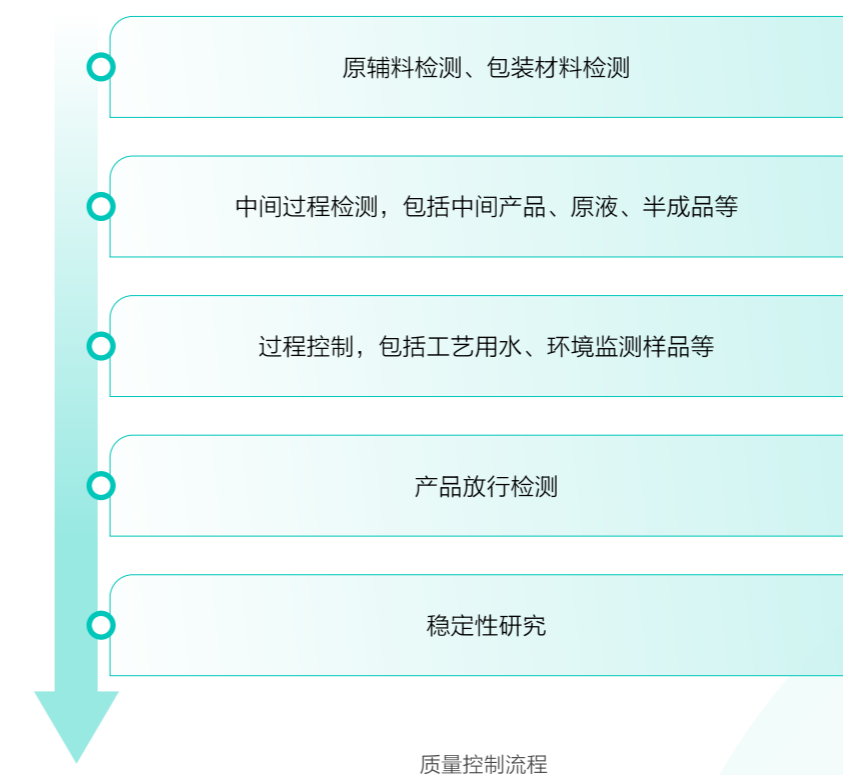 原辅料检测、包装材料检测
中间过程检测，包括中间产品、原液、半成品等
过程控制，包括工艺用水、环境监测样品等
产品放行检测
稳定性研究
质量控制流程